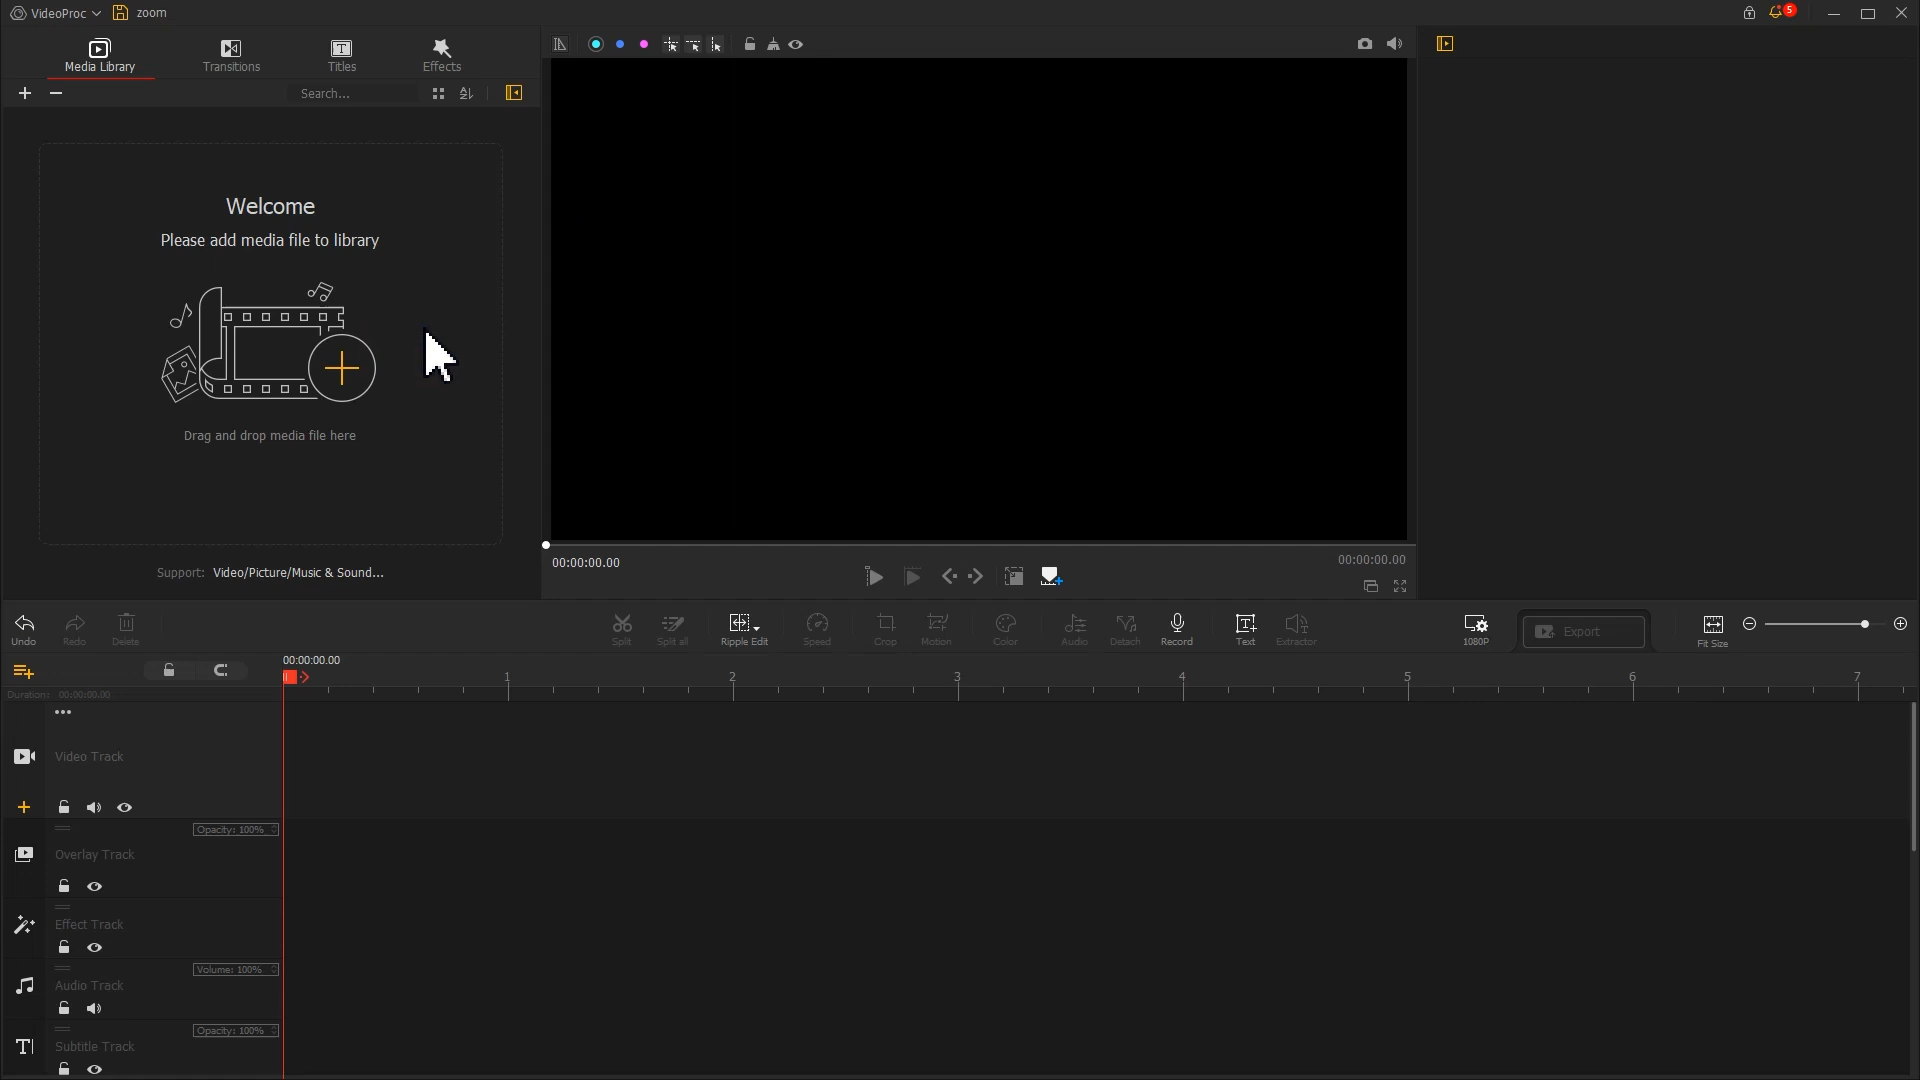 VideoProc
zoom
5
Media Library
Transitions
Titles
Effects
Search...
Welcome
Please add media file to library
Drag and drop media file here
Support: Video/Picture/Music & Sound...
00:00:00.00
00:00:00.00
Undo
Redo
Delete
Split
Split all
Ripple Edit
Speed
Crop
Motion
Color
Audio
Detach
Record
Text
Extractor
1080P
Export
Fit Size
00:00:00.00
1
2
3
4
5
6
7
Duration: 00:00:00.00
Video Track
Opacity: 100%
Overlay Track
Effect Track
Volume: 100%
Audio Track
Opacity: 100%
Subtitle Track